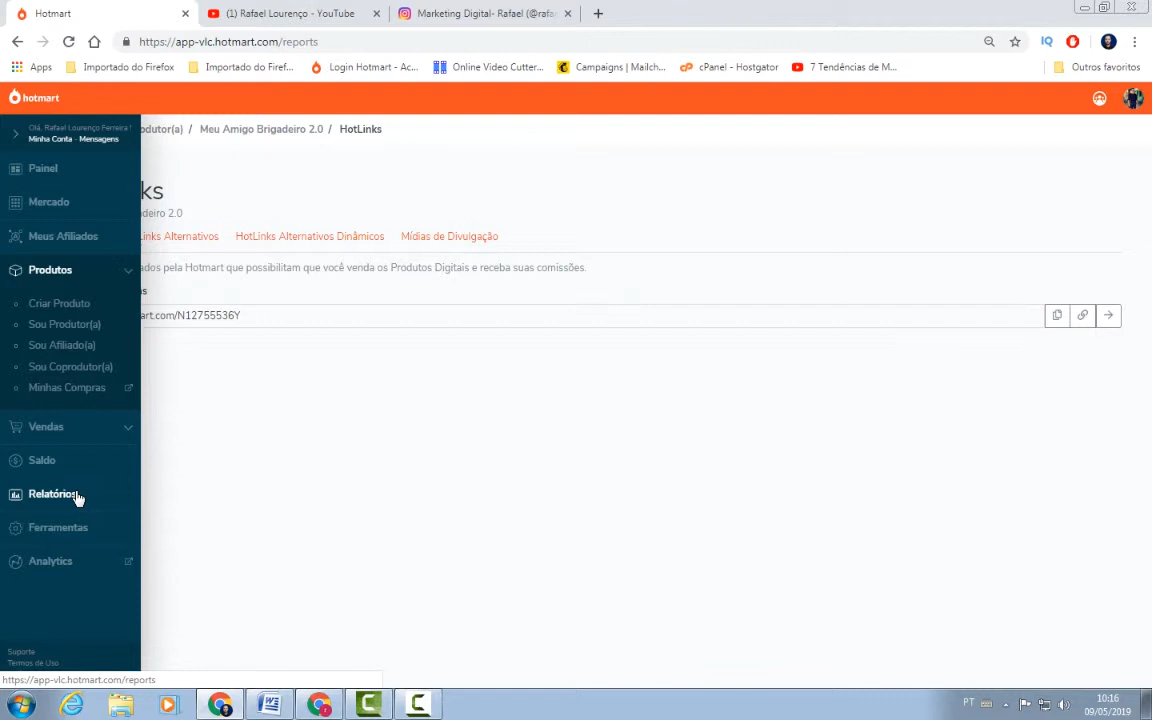 Hotmart
(1) Rafael Lourenço - YouTube
Marketing Digital- Rafael (@rafa
https://app-vlc.hotmart.com/reports
Apps
Importado do Firefox
Importado do Firef...
Login Hotmart - Ac...
Online Video Cutter...
Campaigns | Mailch...
cPanel - Hostgator
7 Tendências de M...
Outros favoritos
hotmart
Olá, Rafael Lourenço Ferreira !
Minha Conta - Mensagens
odutor(a) / Meu Amigo Brigadeiro 2.0 / HotLinks
Painel
Mercado
Meus Afiliados
Produtos
Criar Produto
Sou Produtor(a)
Sou Afiliado(a)
Sou Coprodutor(a)
Minhas Compras
Vendas
Saldo
Relatórios
Ferramentas
Analytics
Suporte
Termos de Uso
ks
deiro 2.0
Links Alternativos
HotLinks Alternativos Dinâmicos
Mídias de Divulgação
ados pela Hotmart que possibilitam que você venda os Produtos Digitais e receba suas comissões.
as
art.com/N12755536Y
https://app-vlc.hotmart.com/reports
PT
10:16
09/05/2019